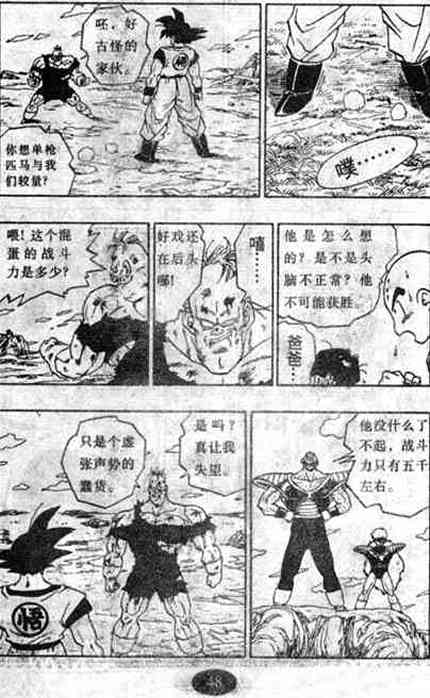 噗……
呸，好
古怪的
家伙。
你想单枪
匹马与我
们较量？
他是怎么想
的？是不是头
脑不正常？他
不可能获胜。
爸爸…
嘻……
好戏还
在后头
哪！
喂！这个混
蛋的战斗
力是多少？
他没什么了
不起，战斗
力只有五千
左右。
是吗？
真让我
失望。
只是个虚
张声势的
蠢货。
悟
48